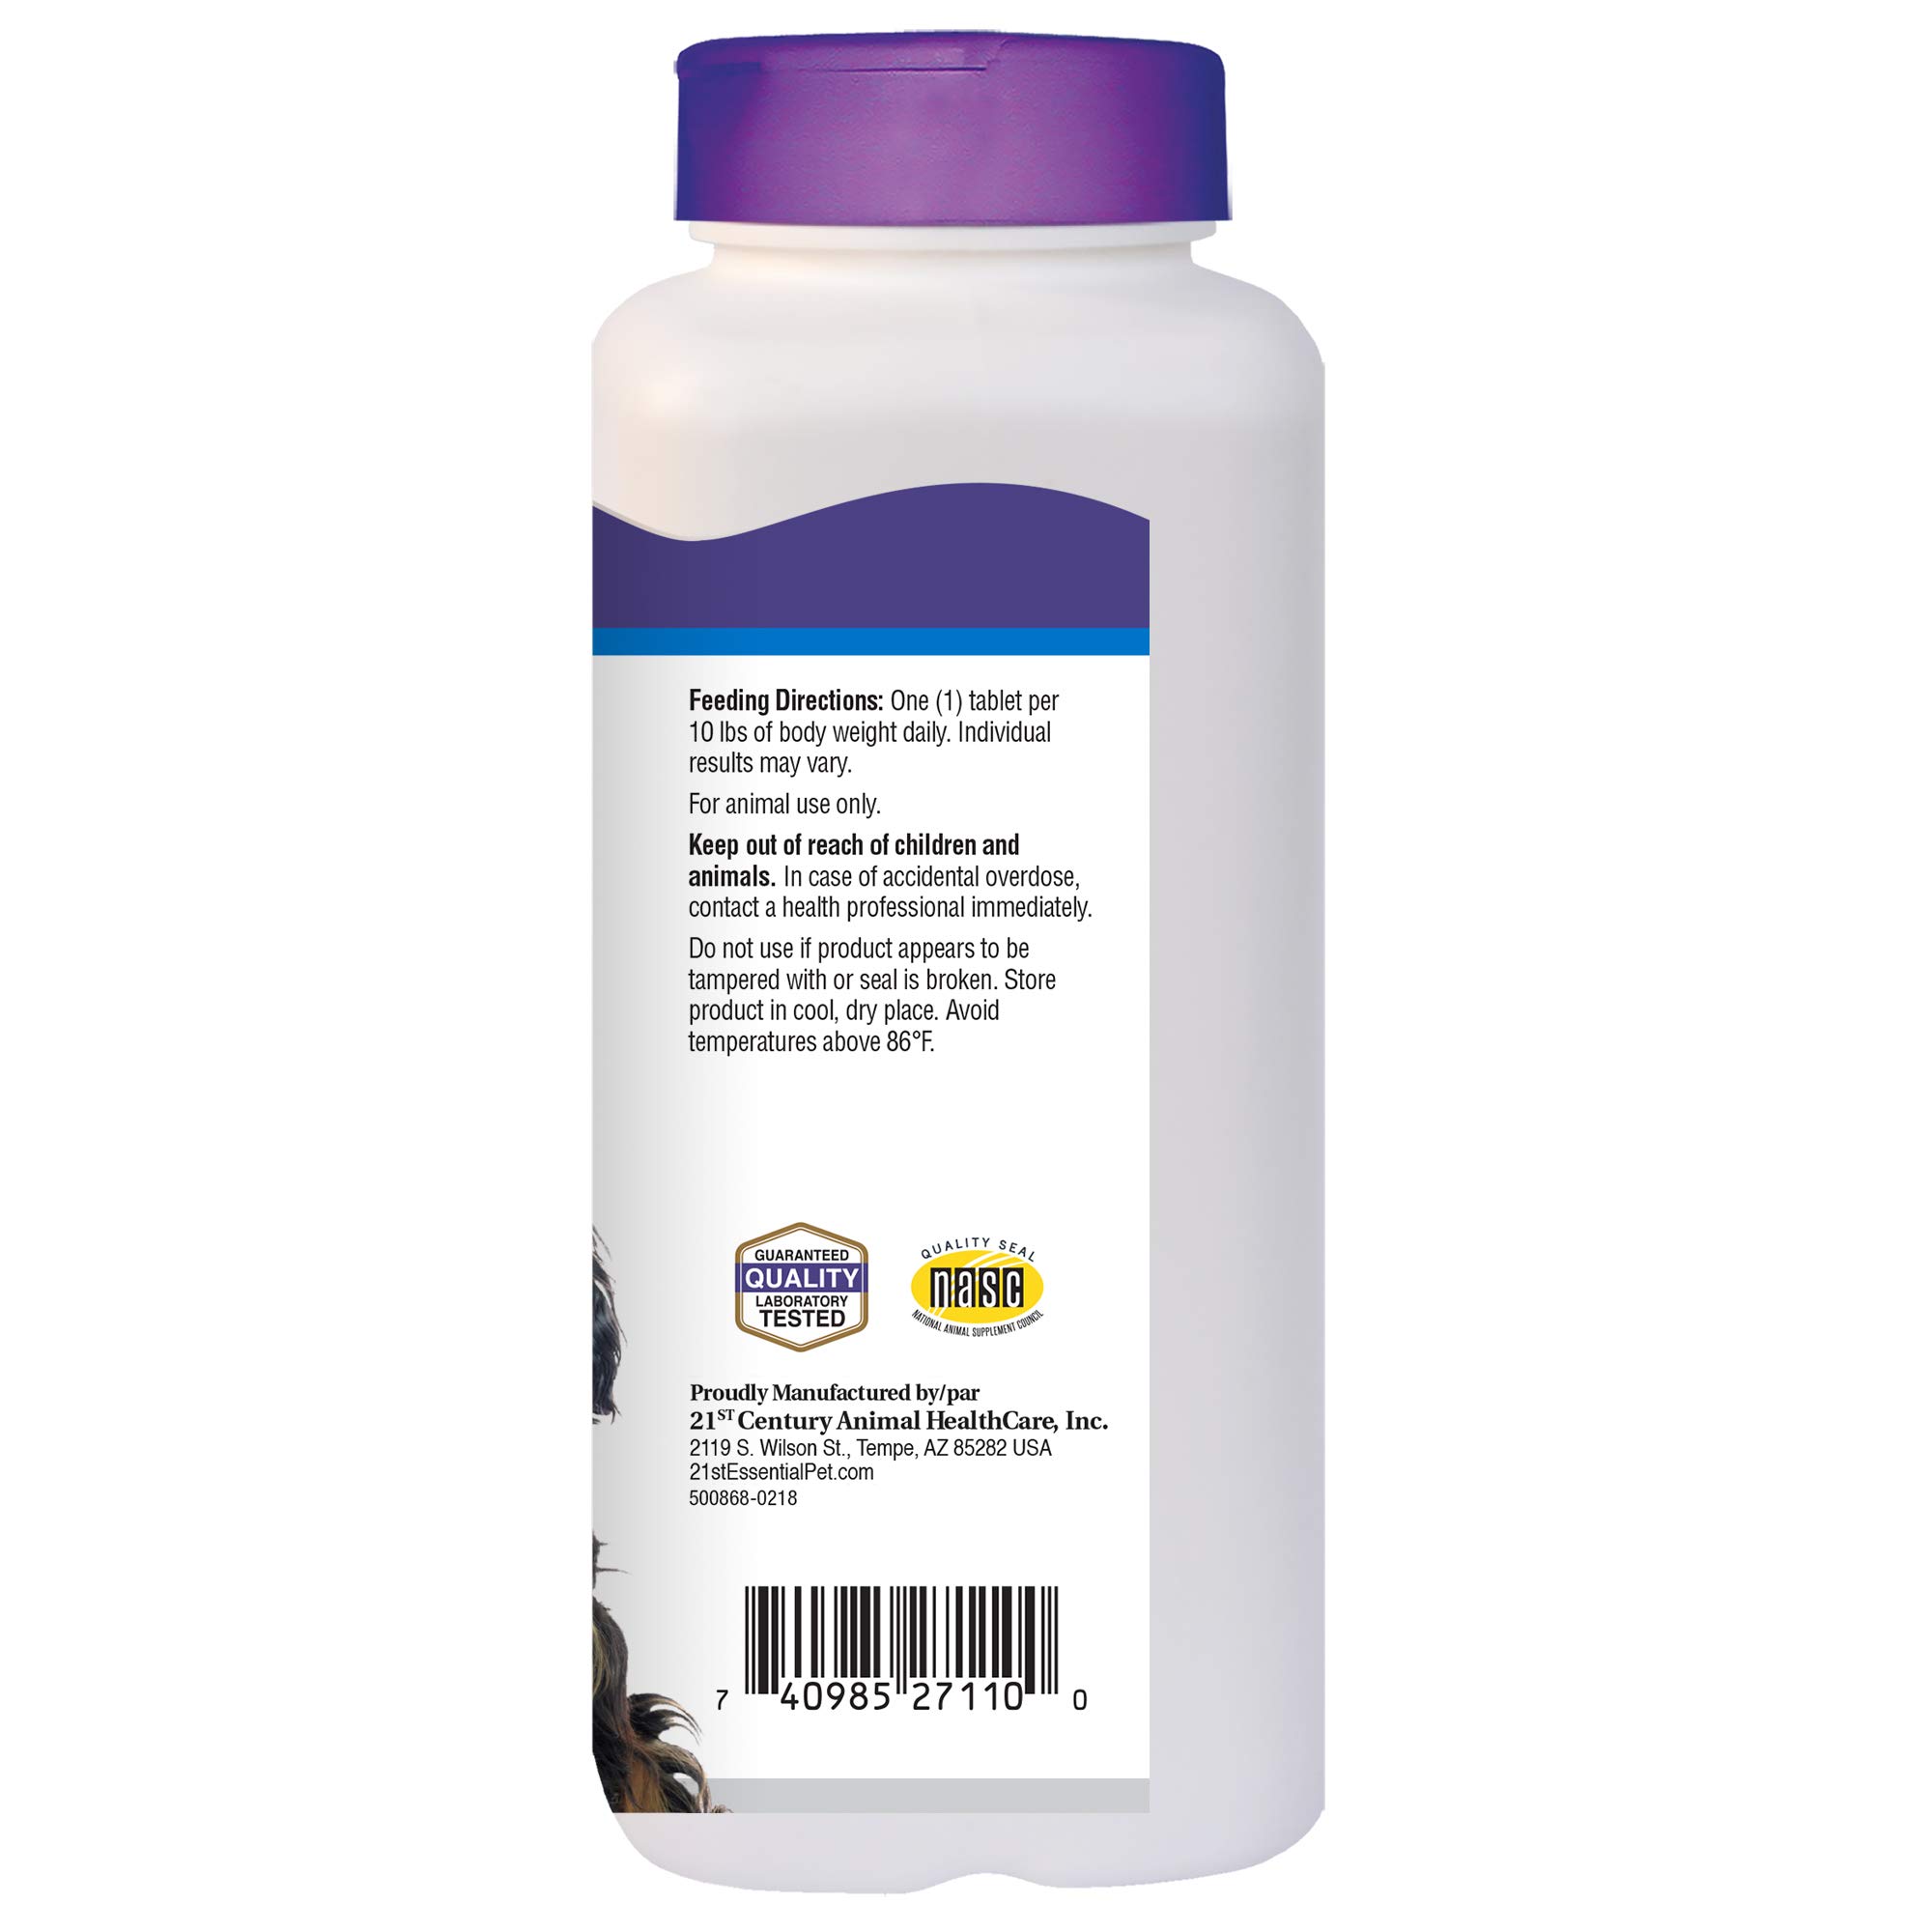 Feeding Directions: One (1) tablet per
10 lbs of body weight daily. Individual
results may vary.
For animal use only.
Keep out of reach of children and
animals. In case of accidental overdose,
contact a health professional immediately.
Do not use if product appears to be
tampered with or seal is broken. Store
product in cool, dry place. Avoid
temperatures above 86°F.
GUARANTEED
QUALITY
LABORATORY
TESTED
QUALITY SEAL
nasc
NATIONAL ANIMAL SUPPLEMENT COUNCIL
Proudly Manufactured by/par
21ST Century Animal HealthCare, Inc.
2119 S. Wilson St., Tempe, AZ 85282 USA
21stEssentialPet.com
500868-0218
7 40985 27110 0